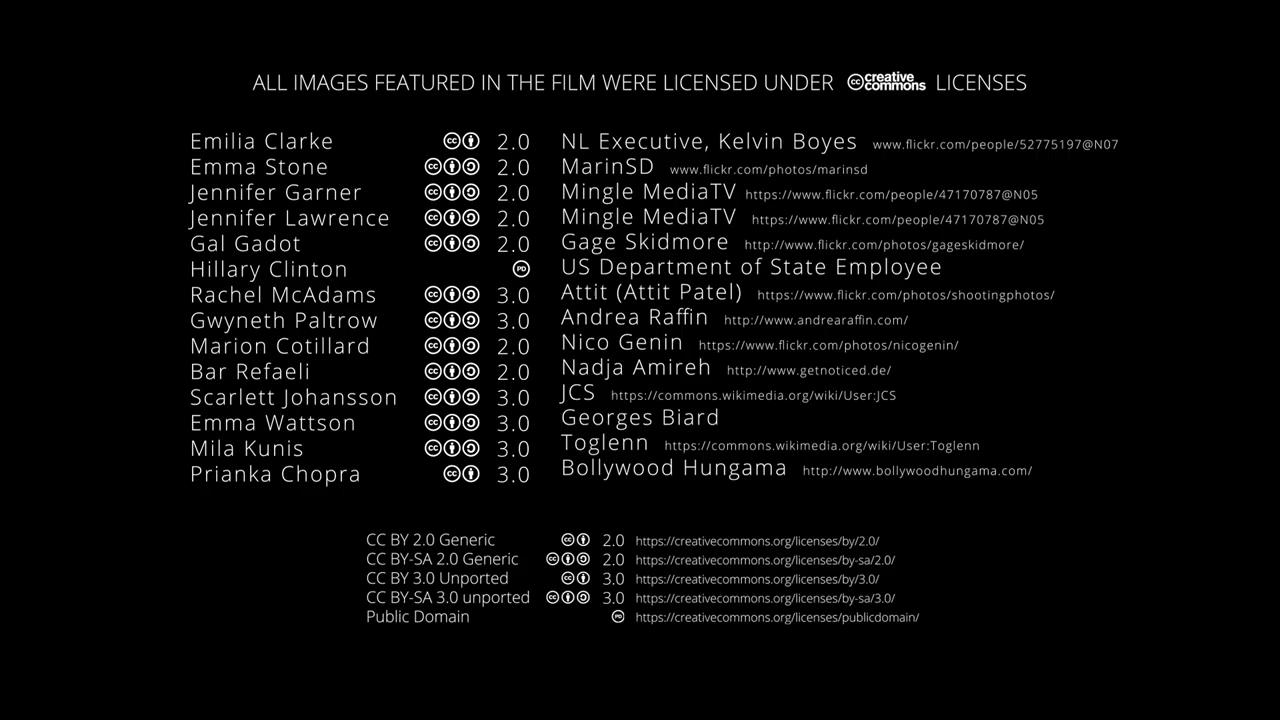 ALL IMAGES FEATURED IN THE FILM WERE LICENSED UNDER creative commons LICENSES
Emilia Clarke 2.0 NL Executive, Kelvin Boyes www.flickr.com/people/52775197@N07
Emma Stone 2.0 MarinSD www.flickr.com/photos/marinsd
Jennifer Garner 2.0 Mingle MediaTV https://www.flickr.com/people/47170787@N05
Jennifer Lawrence 2.0 Mingle MediaTV https://www.flickr.com/people/47170787@N05
Gal Gadot 2.0 Gage Skidmore http://www.flickr.com/photos/gageskidmore/
Hillary Clinton PD US Department of State Employee
Rachel McAdams 3.0 Attit (Attit Patel) https://www.flickr.com/photos/shootingphotos/
Gwyneth Paltrow 3.0 Andrea Raffin http://www.andrearaffin.com/
Marion Cotillard 2.0 Nico Genin https://www.flickr.com/photos/nicogenin/
Bar Refaeli 2.0 Nadja Amireh http://www.getnoticed.de/
Scarlett Johansson 3.0 JCS https://commons.wikimedia.org/wiki/User:JCS
Emma Wattson 3.0 Georges Biard
Mila Kunis 3.0 Toglenn https://commons.wikimedia.org/wiki/User:Toglenn
Prianka Chopra 3.0 Bollywood Hungama http://www.bollywoodhungama.com/
CC BY 2.0 Generic 2.0 https://creativecommons.org/licenses/by/2.0/
CC BY-SA 2.0 Generic 2.0 https://creativecommons.org/licenses/by-sa/2.0/
CC BY 3.0 Unported 3.0 https://creativecommons.org/licenses/by/3.0/
CC BY-SA 3.0 unported 3.0 https://creativecommons.org/licenses/by-sa/3.0/
Public Domain PD https://creativecommons.org/licenses/publicdomain/